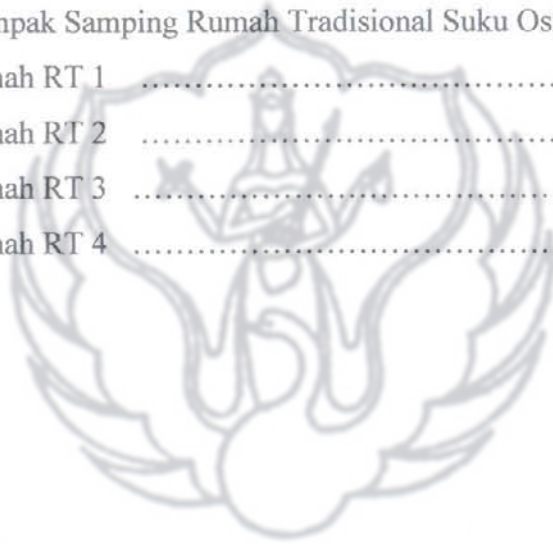 mpak Samping Rumah Tradisional Suku Os
nah RT 1 ........................................
nah RT 2 ........................................
nah RT 3 ........................................
nah RT 4 ........................................